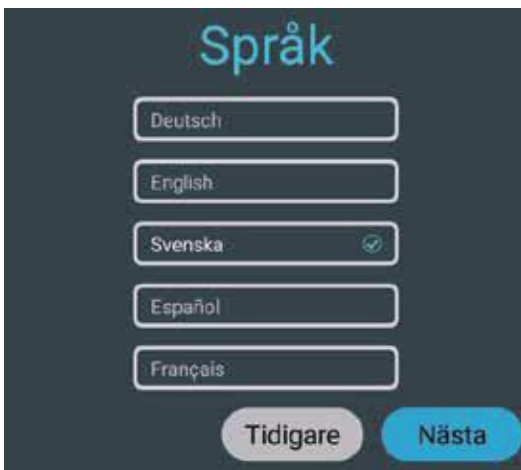 Språk
Deutsch
English
Svenska
Español
Français
Tidigare Nästa